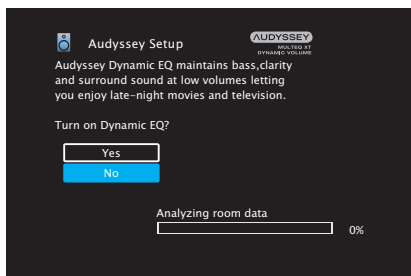 Audyssey Setup
AUDYSSEY
MULTEQ XT
DYNAMIC VOLUME
Audyssey Dynamic EQ maintains bass,clarity
and surround sound at low volumes letting
you enjoy late-night movies and television.
Turn on Dynamic EQ?
Yes
No
Analyzing room data
0%